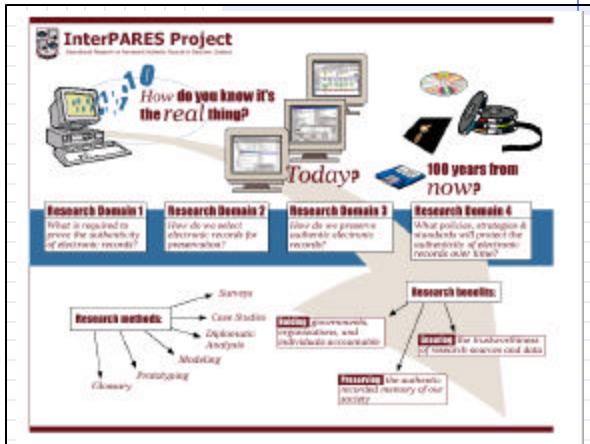 InterPARES Project
How do you know it's
the real thing?
Today?
100 years from
now?
Research Domain 1
What is required to
prove the authenticity
of electronic records?
Research Domain 2
How do we select
electronic records for
preservation?
Research Domain 3
How do we preserve
authentic electronic
records?
Research Domain 4
What policies, strategies &
standards will protect the
authenticity of electronic
records over time?
Research methods:
Surveys
Case Studies
Diplomatic
Analysis
Modeling
Prototyping
Glossary
Research benefits:
Holding governments,
organizations, and
individuals accountable
Ensuring the trustworthiness
of research sources and data
Preserving the authentic
recorded memory of our
society